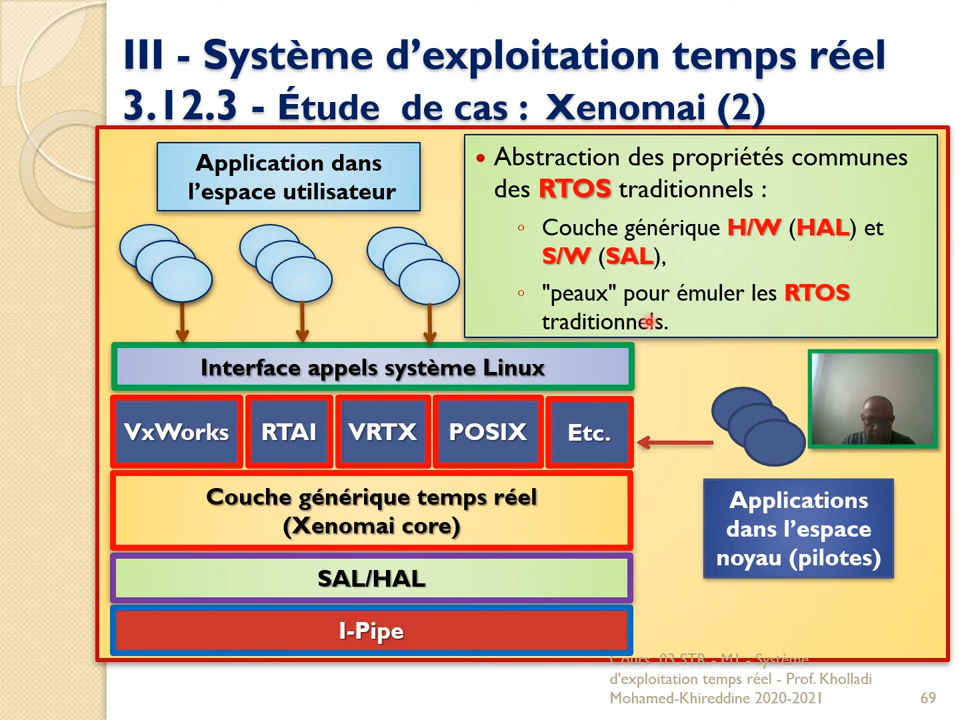 III - Système d’exploitation temps réel
3.12.3 - Étude de cas : Xenomai (2)
Application dans
l’espace utilisateur
• Abstraction des propriétés communes
des RTOS traditionnels :
◦ Couche générique H/W (HAL) et
S/W (SAL),
◦ "peaux" pour émuler les RTOS
traditionnels.
Interface appels système Linux
VxWorks RTAI VRTX POSIX Etc.
Couche générique temps réel
(Xenomai core)
Applications
dans l’espace
noyau (pilotes)
SAL/HAL
I-Pipe
Cours 03 STR - M1 - Système
d'exploitation temps réel - Prof. Kholladi
Mohamed-Khireddine 2020-2021
69